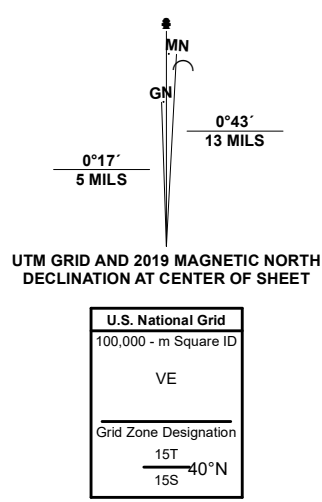 MN
GN
0°43´
13 MILS
0°17´
5 MILS
UTM GRID AND 2019 MAGNETIC NORTH
DECLINATION AT CENTER OF SHEET
U.S. National Grid
100,000 - m Square ID
VE
Grid Zone Designation
15T
40°N
15S